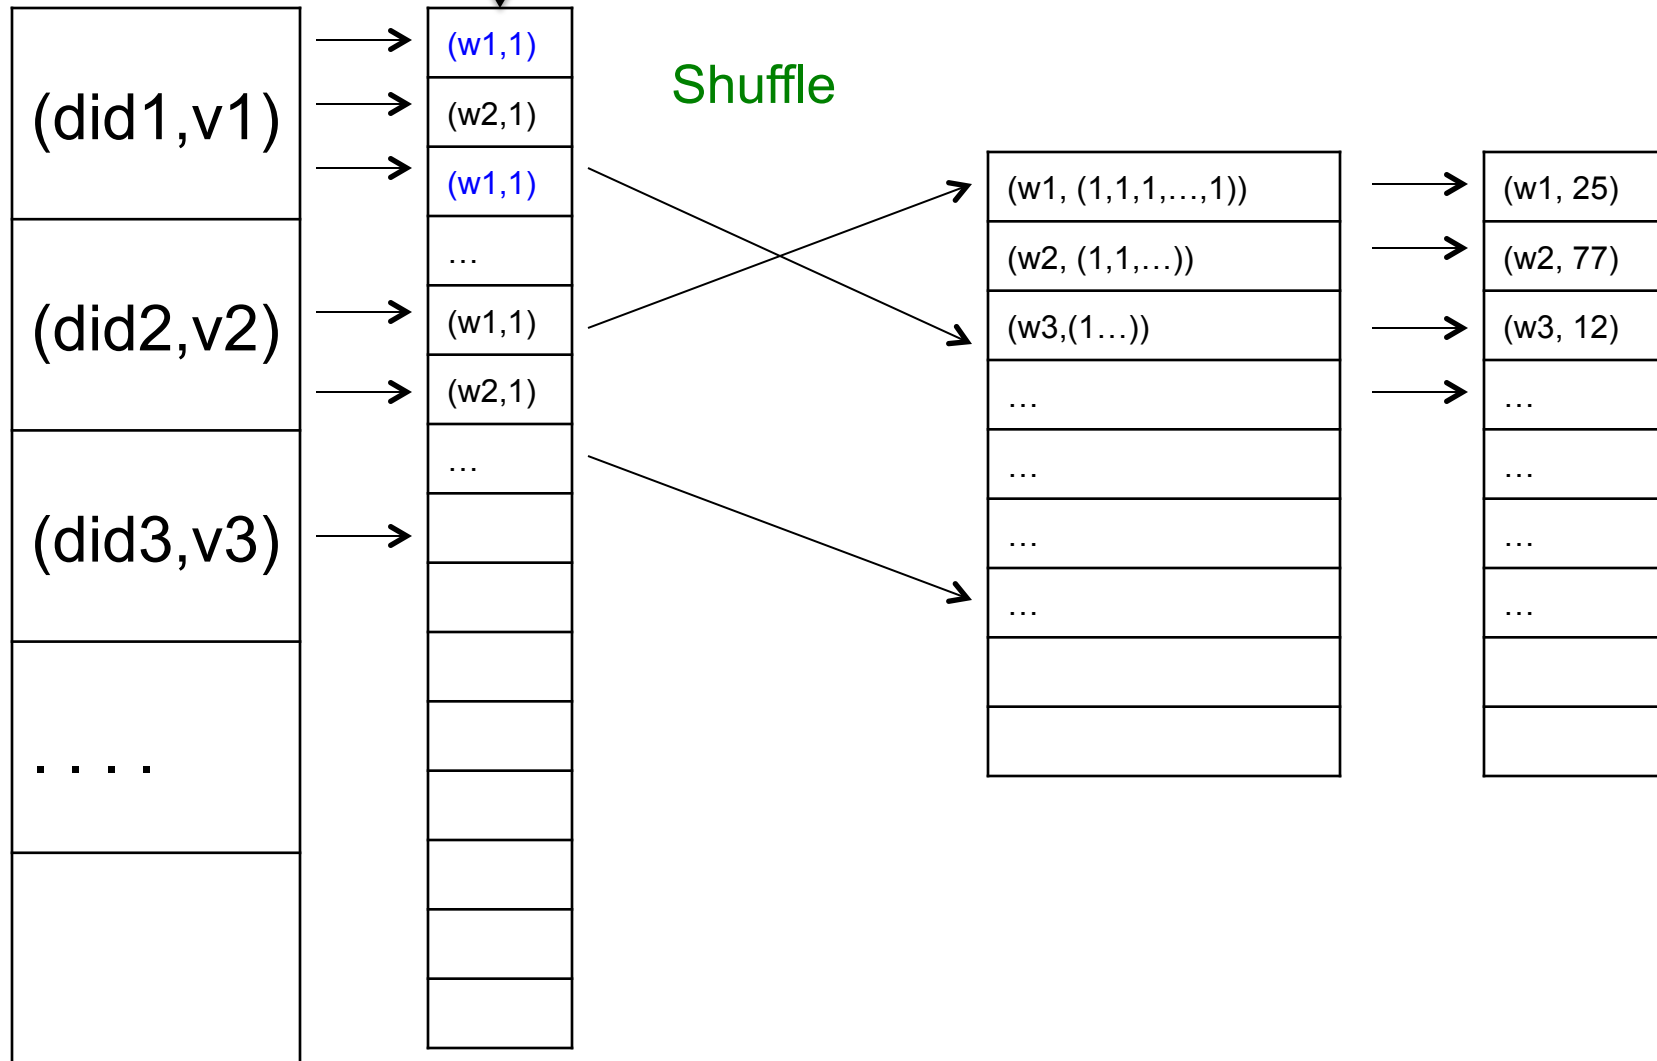 (did1,v1)
(did2,v2)
(did3,v3)
. . . .
(w1,1)
(w2,1)
(w1,1)
…
(w1,1)
(w2,1)
…
Shuffle
(w1, (1,1,1,…,1))
(w2, (1,1,…))
(w3,(1…))
…
…
…
…
(w1, 25)
(w2, 77)
(w3, 12)
…
…
…
…